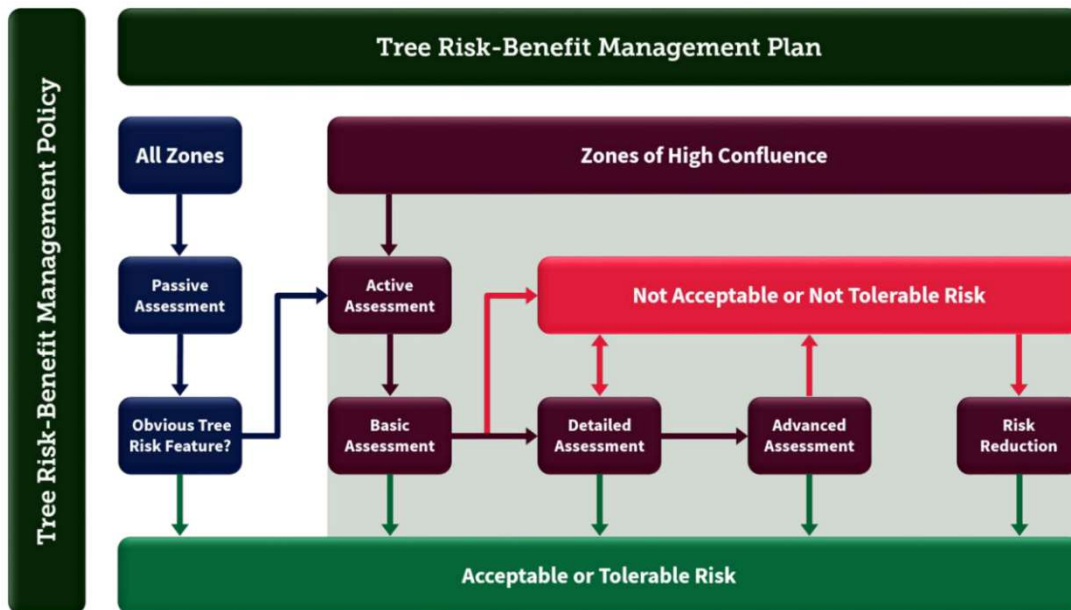 Tree Risk-Benefit Management Policy
Tree Risk-Benefit Management Plan
All Zones
Zones of High Confluence
Passive
Assessment
Active
Assessment
Not Acceptable or Not Tolerable Risk
Obvious Tree
Risk Feature?
Basic
Assessment
Detailed
Assessment
Advanced
Assessment
Risk
Reduction
Acceptable or Tolerable Risk